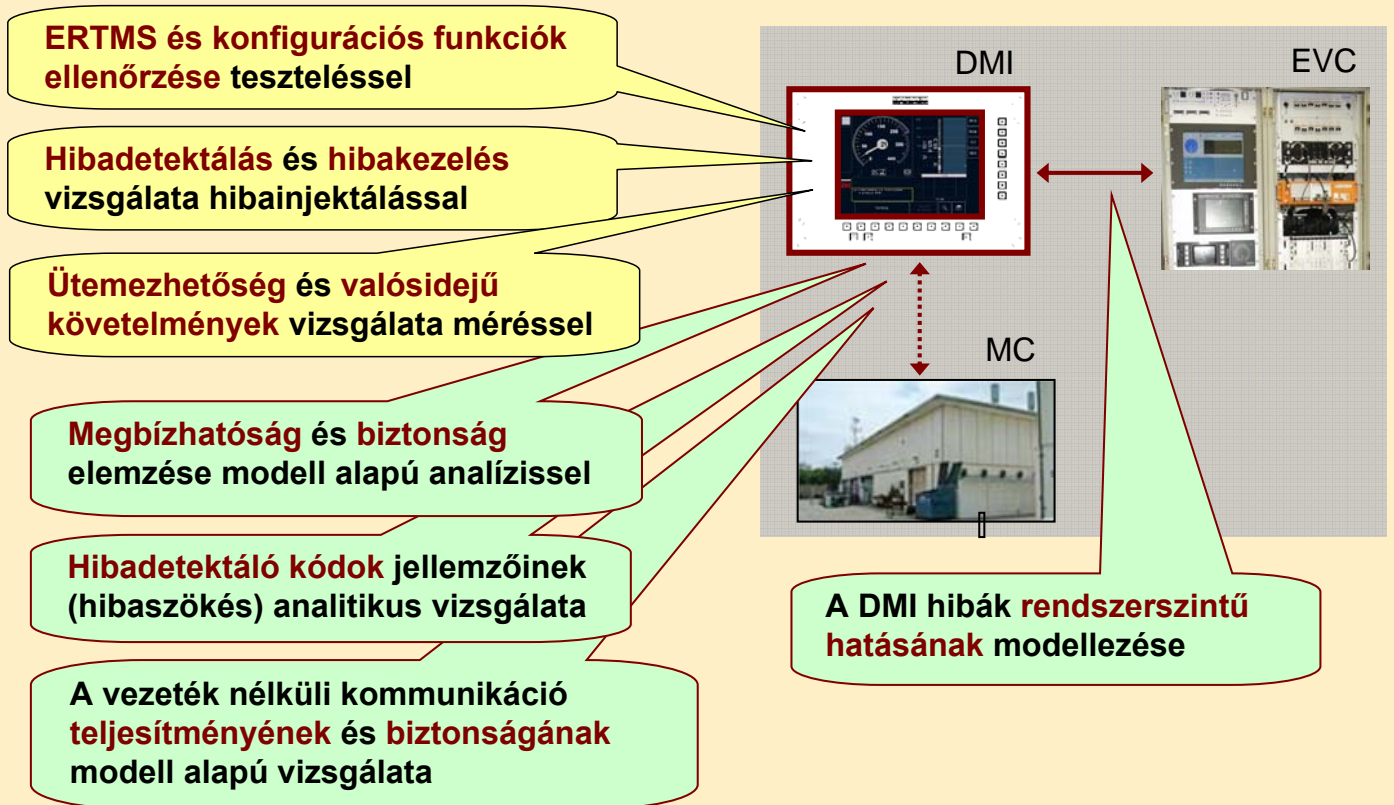 ERTMS és konfigurációs funkciók
ellenőrzése teszteléssel
Hibadetektálás és hibakezelés
vizsgálata hibainjektálással
Ütemezhetőség és valósidejű
követelmények vizsgálata méréssel
Megbízhatóság és biztonság
elemzése modell alapú analízissel
Hibadetektáló kódok jellemzőinek
(hibaszökés) analitikus vizsgálata
A vezeték nélküli kommunikáció
teljesítményének és biztonságának
modell alapú vizsgálata
DMI
EVC
MC
A DMI hibák rendszerszintű
hatásának modellezése